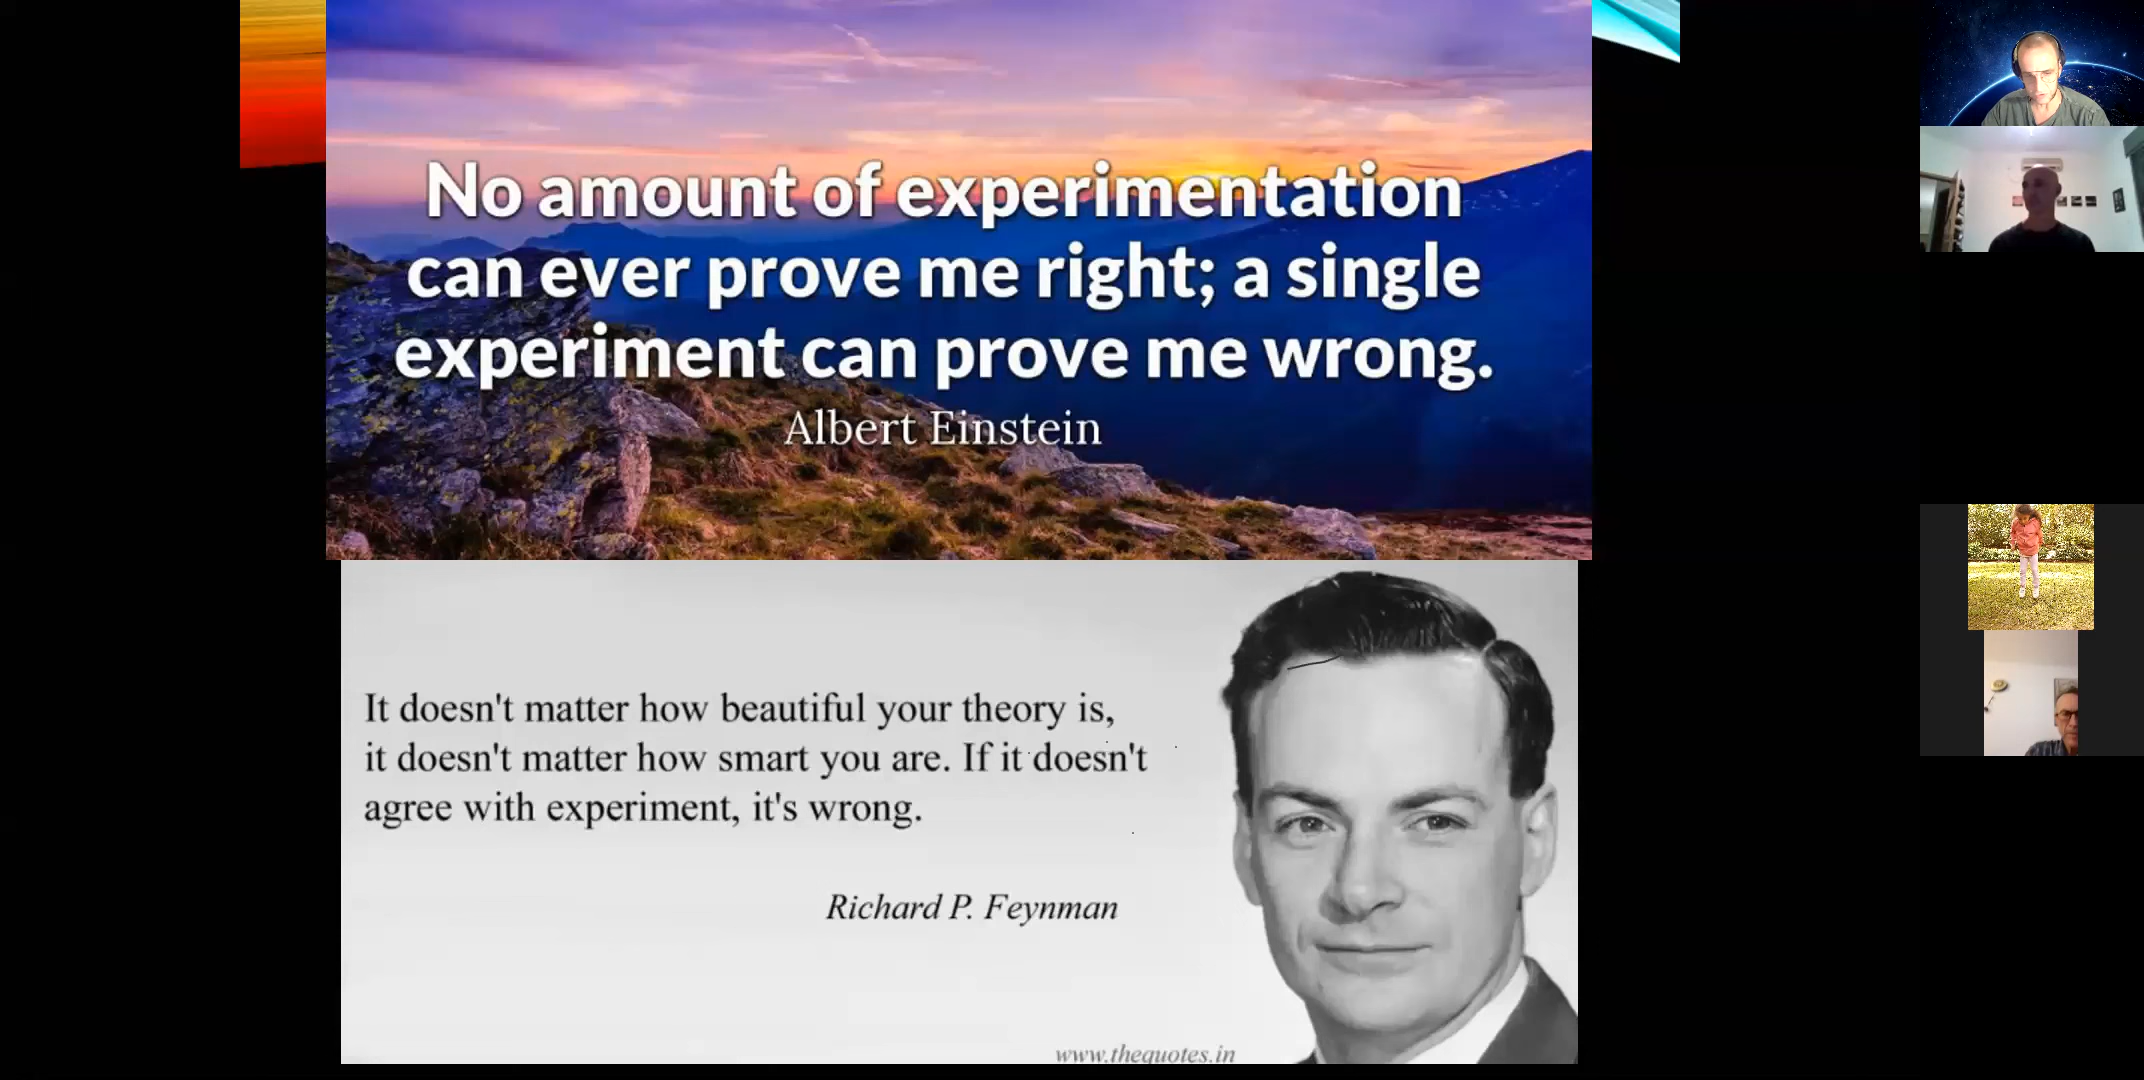 No amount of experimentation
can ever prove me right; a single
experiment can prove me wrong.
Albert Einstein
It doesn't matter how beautiful your theory is,
it doesn't matter how smart you are. If it doesn't
agree with experiment, it's wrong.
Richard P. Feynman
www.thequotes.in